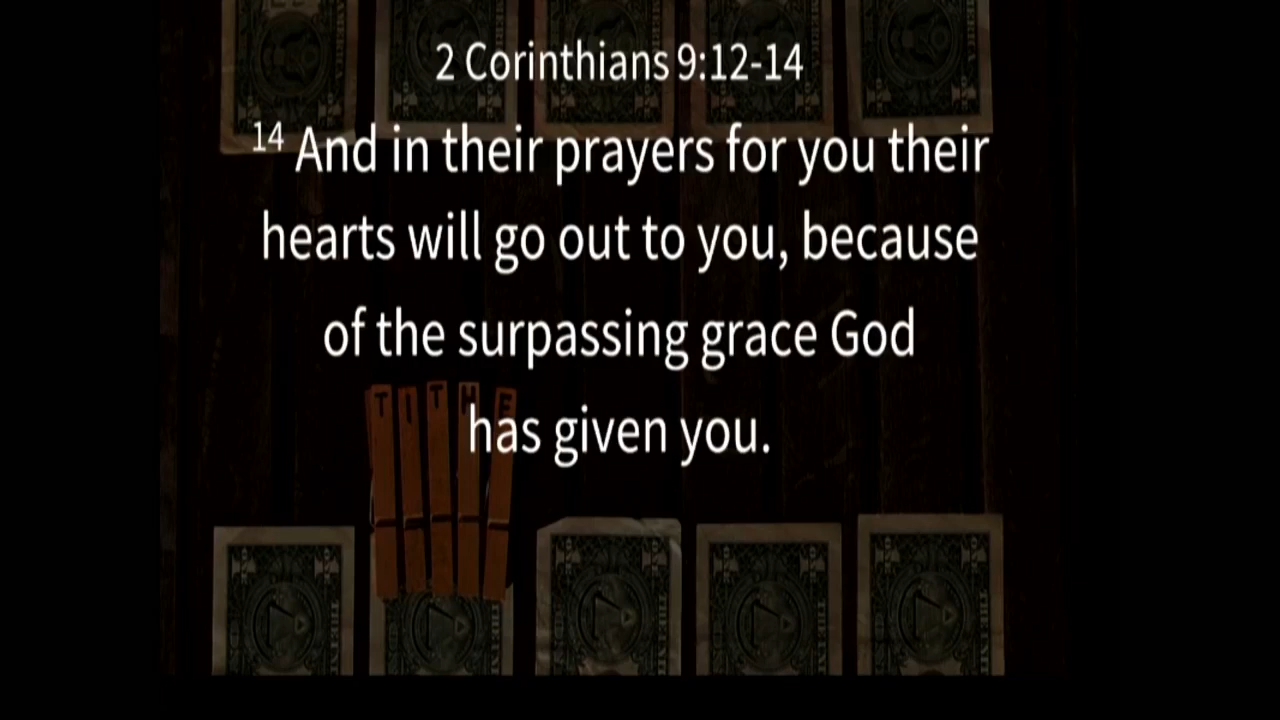 2 Corinthians 9:12-14
14 And in their prayers for you their
hearts will go out to you, because
of the surpassing grace God
has given you.
TITHE